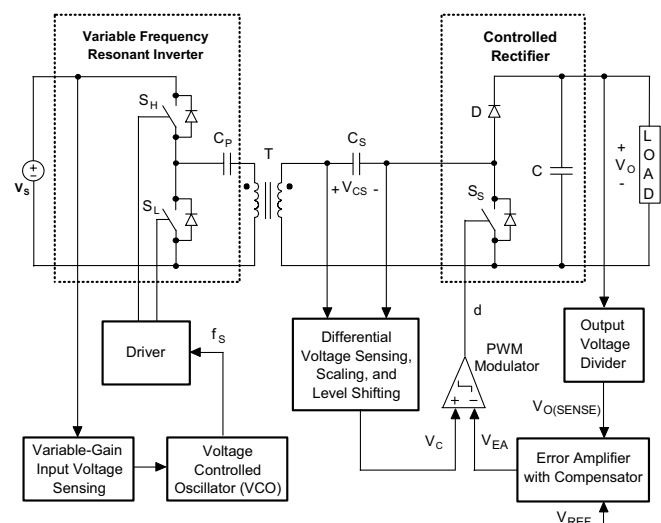 Variable Frequency
Resonant Inverter
Controlled
Rectifier
S_H
D
C_P
T
C_S
V_S
+
−
+ V_CS -
S_L
S_S
C
+
V_O
-
LOAD
d
f_S
Driver
Differential
Voltage Sensing,
Scaling, and
Level Shifting
PWM
Modulator
+ −
Output
Voltage
Divider
V_O(SENSE)
V_C
V_EA
Variable-Gain
Input Voltage
Sensing
Voltage
Controlled
Oscillator (VCO)
Error Amplifier
with Compensator
V_REF